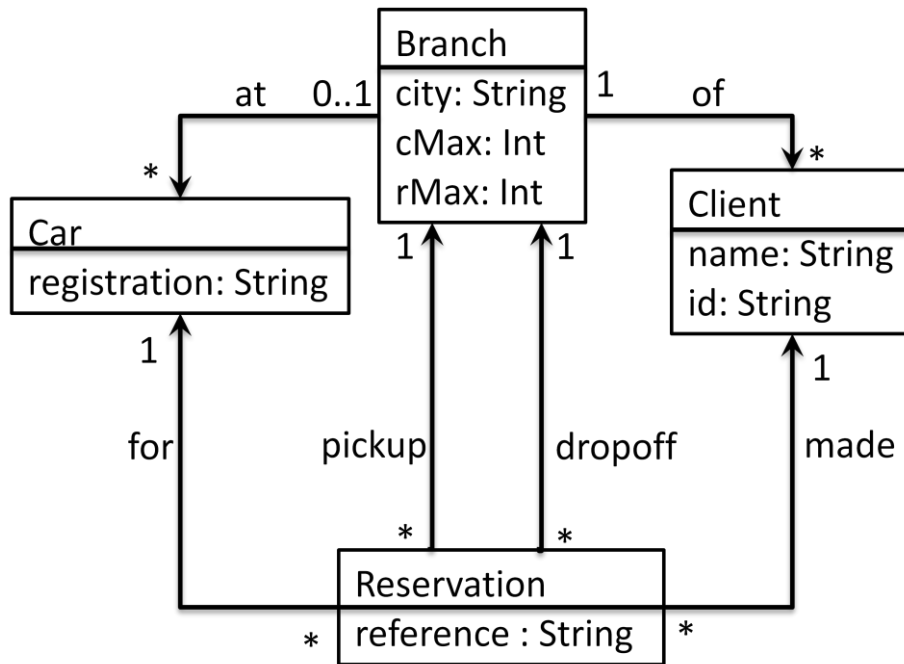 Branch
city: String
cMax: Int
rMax: Int
at
0..1
1
of
*
*
Car
registration: String
Client
name: String
id: String
1
1
1
1
for
pickup
dropoff
made
*
*
Reservation
reference : String
*
*